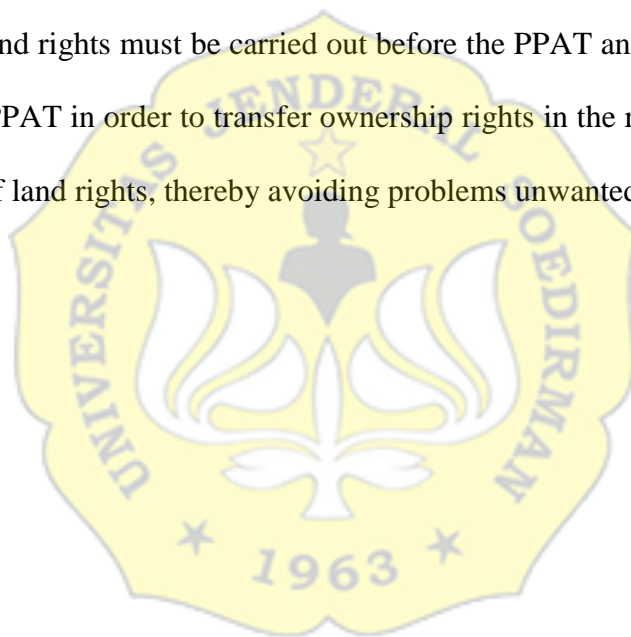 nd rights must be carried out before the PPAT an
PPAT in order to transfer ownership rights in the
f land rights, thereby avoiding problems unwanted
UNIVERSITAS JENDERAL SOEDIRMAN
1963